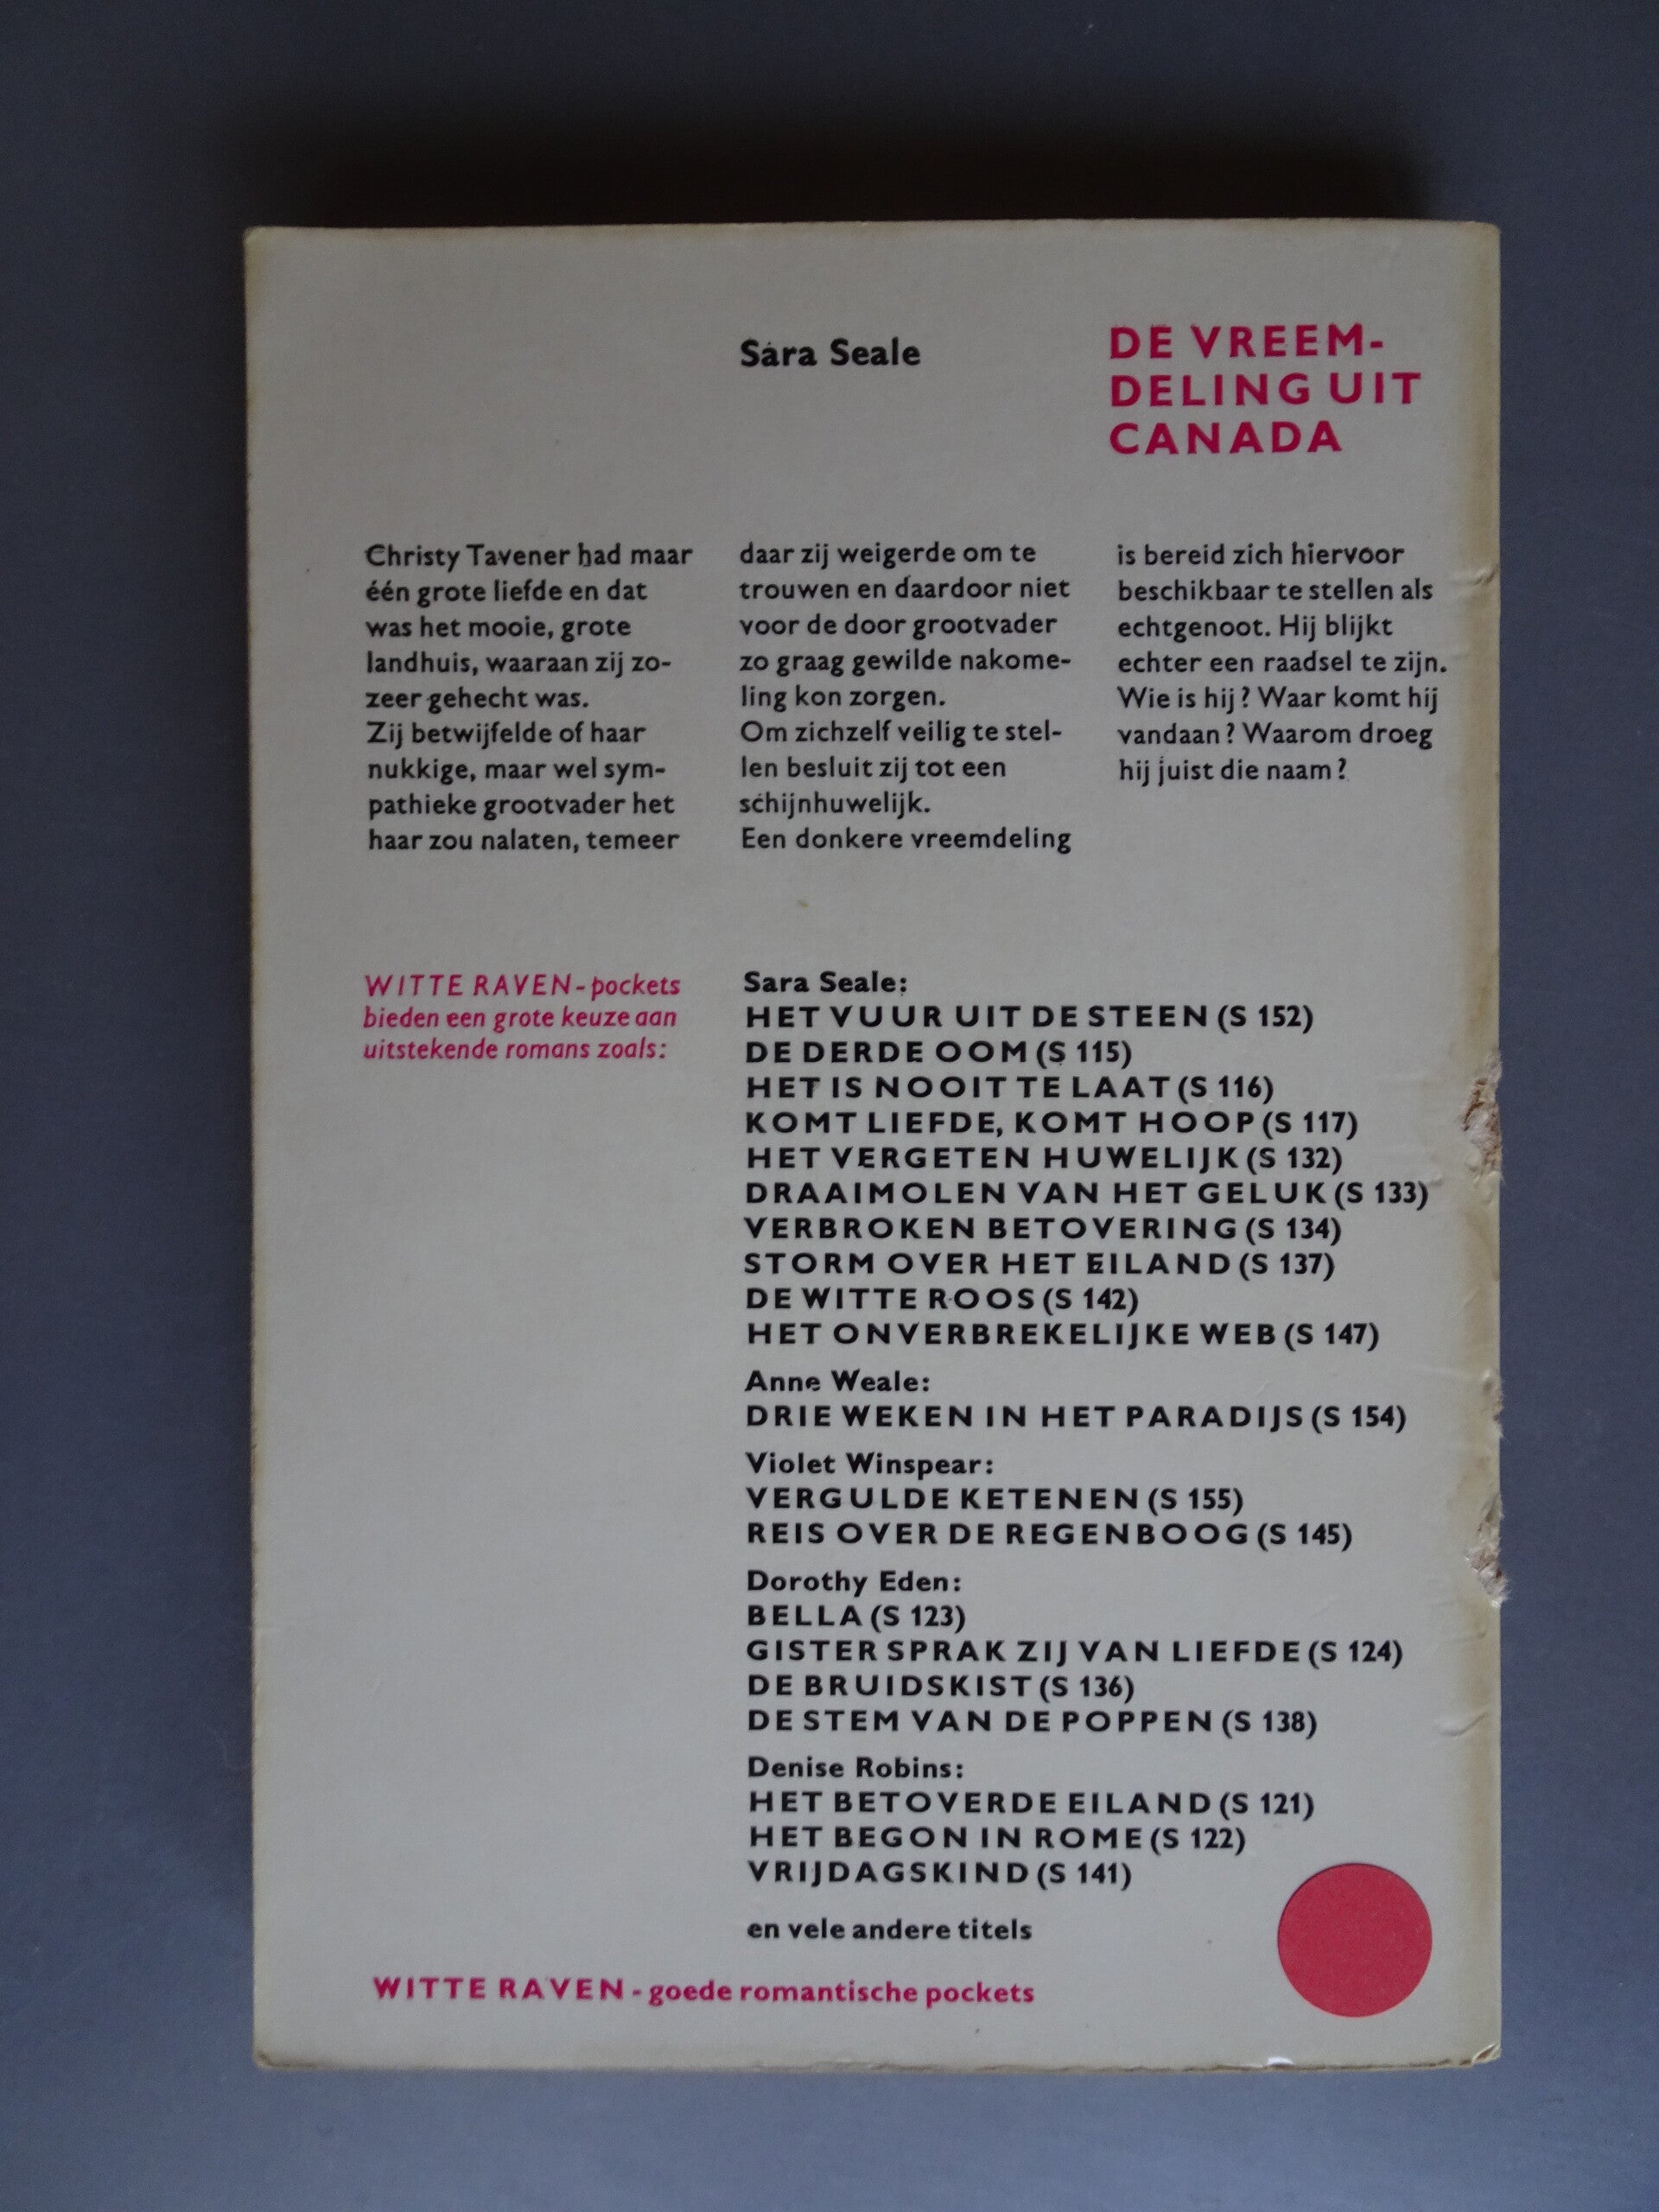 Sara Seale
DE VREEM-
DELING UIT
CANADA
Christy Tavener had maar
één grote liefde en dat
was het mooie, grote
landhuis, waaraan zij zo-
zeer gehecht was.
Zij betwijfelde of haar
nukkige, maar wel sym-
pathieke grootvader het
haar zou nalaten, temeer
daar zij weigerde om te
trouwen en daardoor niet
voor de door grootvader
zo graag gewilde nakome-
ling kon zorgen.
Om zichzelf veilig te stel-
len besluit zij tot een
schijnhuwelijk.
Een donkere vreemdeling
is bereid zich hiervoor
beschikbaar te stellen als
echtgenoot. Hij blijkt
echter een raadsel te zijn.
Wie is hij? Waar komt hij
vandaan? Waarom droeg
hij juist die naam?
WITTE RAVEN-pockets
bieden een grote keuze aan
uitstekende romans zoals:
Sara Seale:
HET VUUR UIT DE STEEN (S 152)
DE DERDE OOM (S 115)
HET IS NOOIT TE LAAT (S 116)
KOMT LIEFDE, KOMT HOOP (S 117)
HET VERGETEN HUWELIJK (S 132)
DRAAIMOLEN VAN HET GELUK (S 133)
VERBROKEN BETOVERING (S 134)
STORM OVER HET EILAND (S 137)
DE WITTE ROOS (S 142)
HET ONVERBREKELIJKE WEB (S 147)
Anne Weale:
DRIE WEKEN IN HET PARADIJS (S 154)
Violet Winspear:
VERGULDE KETENEN (S 155)
REIS OVER DE REGENBOOG (S 145)
Dorothy Eden:
BELLA (S 123)
GISTER SPRAK ZIJ VAN LIEFDE (S 124)
DE BRUIDSKIST (S 136)
DE STEM VAN DE POPPEN (S 138)
Denise Robins:
HET BETOVERDE EILAND (S 121)
HET BEGON IN ROME (S 122)
VRIJDAGSKIND (S 141)
en vele andere titels
WITTE RAVEN - goede romantische pockets